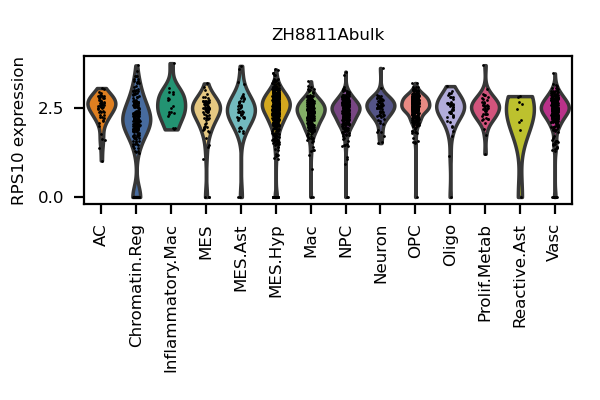 ZH8811Abulk
RPS10 expression
2.5
0.0
AC
Chromatin.Reg
Inflammatory.Mac
MES
MES.Ast
MES.Hyp
Mac
NPC
Neuron
OPC
Oligo
Prolif.Metab
Reactive.Ast
Vasc